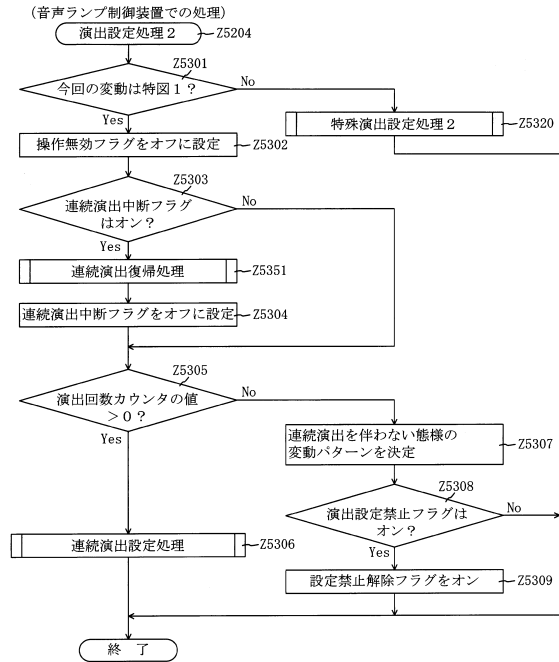 (音声ランプ制御装置での処理)
演出設定処理２
Z5204
Z5301
今回の変動は特図１？
No
Yes
特殊演出設定処理２
Z5320
操作無効フラグをオフに設定
Z5302
Z5303
連続演出中断フラグ
はオン？
No
Yes
連続演出復帰処理
Z5351
連続演出中断フラグをオフに設定
Z5304
Z5305
演出回数カウンタの値
＞０？
No
Yes
連続演出を伴わない態様の
変動パターンを決定
Z5307
Z5308
演出設定禁止フラグは
オン？
No
Yes
連続演出設定処理
Z5306
設定禁止解除フラグをオン
Z5309
終 了